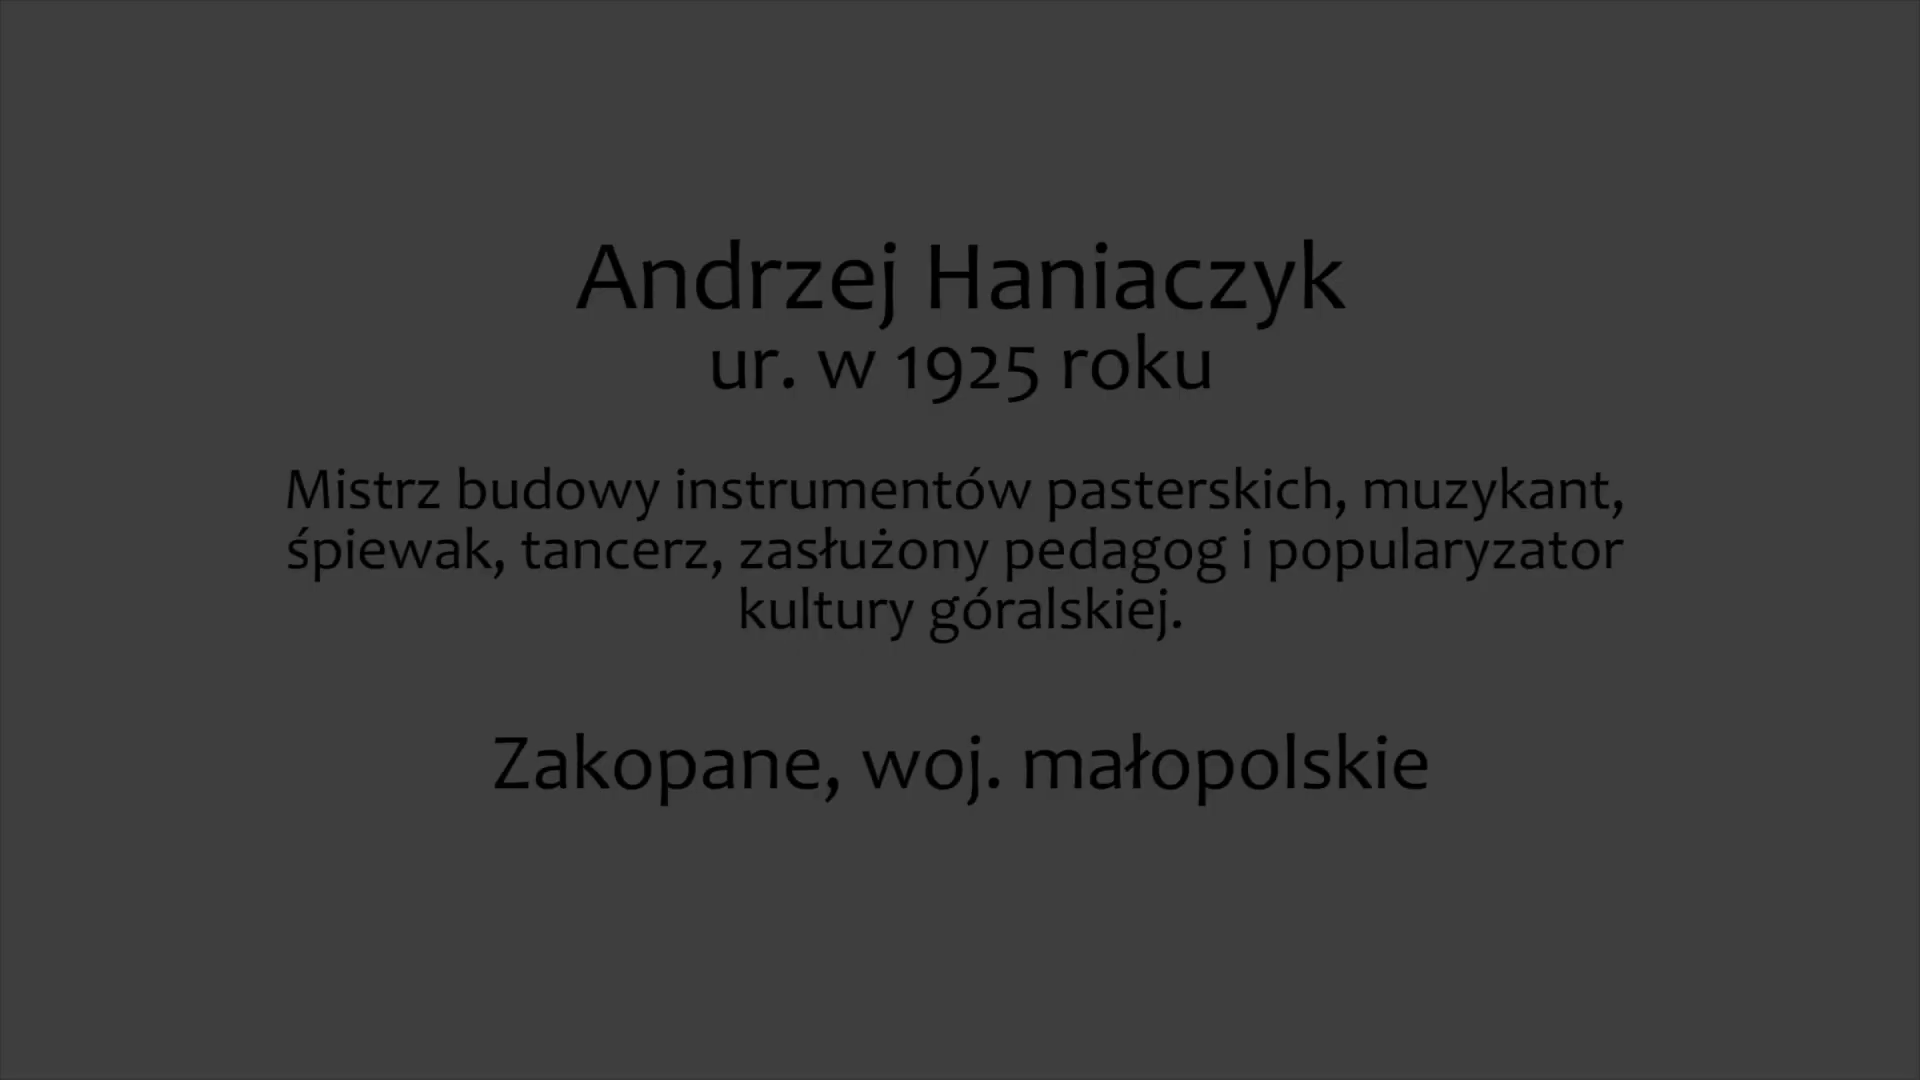 Andrzej Haniaczyk
ur. w 1925 roku
Mistrz budowy instrumentów pasterskich, muzykant,
śpiewak, tancerz, zasłużony pedagog i popularyzator
kultury góralskiej.
Zakopane, woj. małopolskie